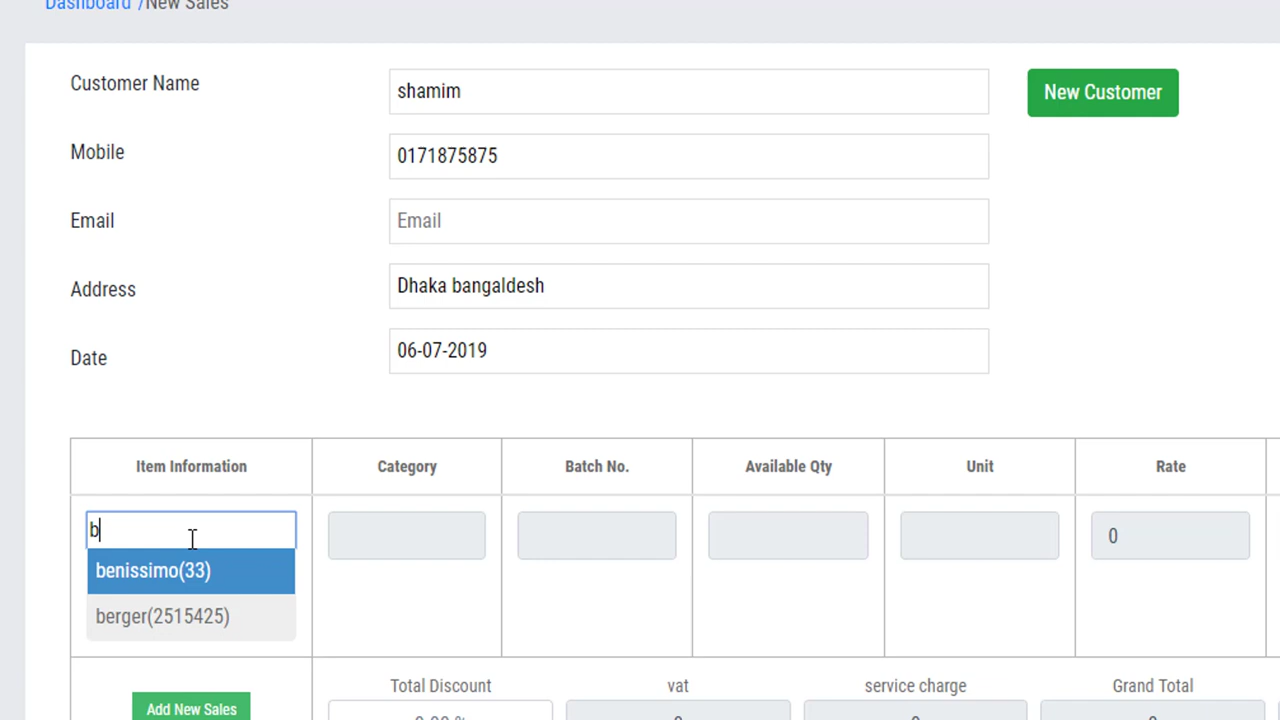 Dashboard /New Sales
Customer Name shamim New Customer
Mobile 0171875875
Email Email
Address Dhaka bangaldesh
Date 06-07-2019
Item Information Category Batch No. Available Qty Unit Rate
b 0
benissimo(33)
berger(2515425)
Total Discount vat service charge Grand Total
Add New Sales